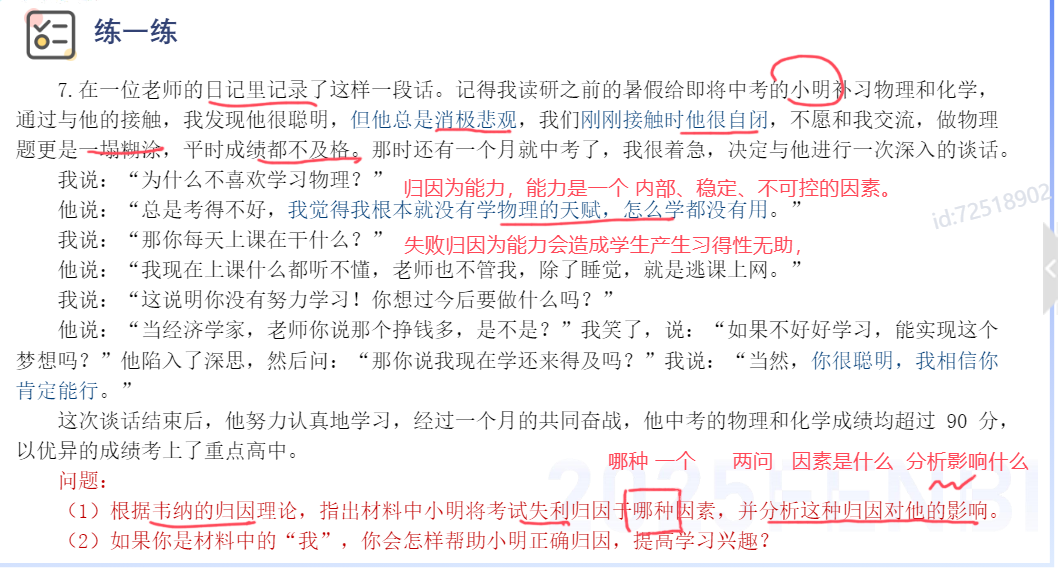 练一练
7.在一位老师的日记里记录了这样一段话。记得我读研之前的暑假给即将中考的小明补习物理和化学，
通过与他的接触，我发现他很聪明，但他总是消极悲观，我们刚刚接触时他很自闭，不愿和我交流，做物理
题更是一塌糊涂，平时成绩都不及格。那时还有一个月就中考了，我很着急，决定与他进行一次深入的谈话。
我说：“为什么不喜欢学习物理？”
归因为能力，能力是一个 内部、稳定、不可控的因素。
他说：“总是考得不好，我觉得我根本就没有学物理的天赋，怎么学都没有用。”
id:72518902
我说：“那你每天上课在干什么？”
失败归因为能力会造成学生产生习得性无助，
他说：“我现在上课什么都听不懂，老师也不管我，除了睡觉，就是逃课上网。”
我说：“这说明你没有努力学习！你想过今后要做什么吗？”
他说：“当经济学家，老师你说那个挣钱多，是不是？”我笑了，说：“如果不好好学习，能实现这个
梦想吗？”他陷入了深思，然后问：“那你说我现在学还来得及吗？”我说：“当然，你很聪明，我相信你
肯定能行。”
这次谈话结束后，他努力认真地学习，经过一个月的共同奋战，他中考的物理和化学成绩均超过 90 分，
以优异的成绩考上了重点高中。
哪种 一个 两问 因素是什么 分析影响什么
问题：
（1）根据韦纳的归因理论，指出材料中小明将考试失利归因于哪种因素，并分析这种归因对他的影响。
（2）如果你是材料中的“我”，你会怎样帮助小明正确归因，提高学习兴趣？